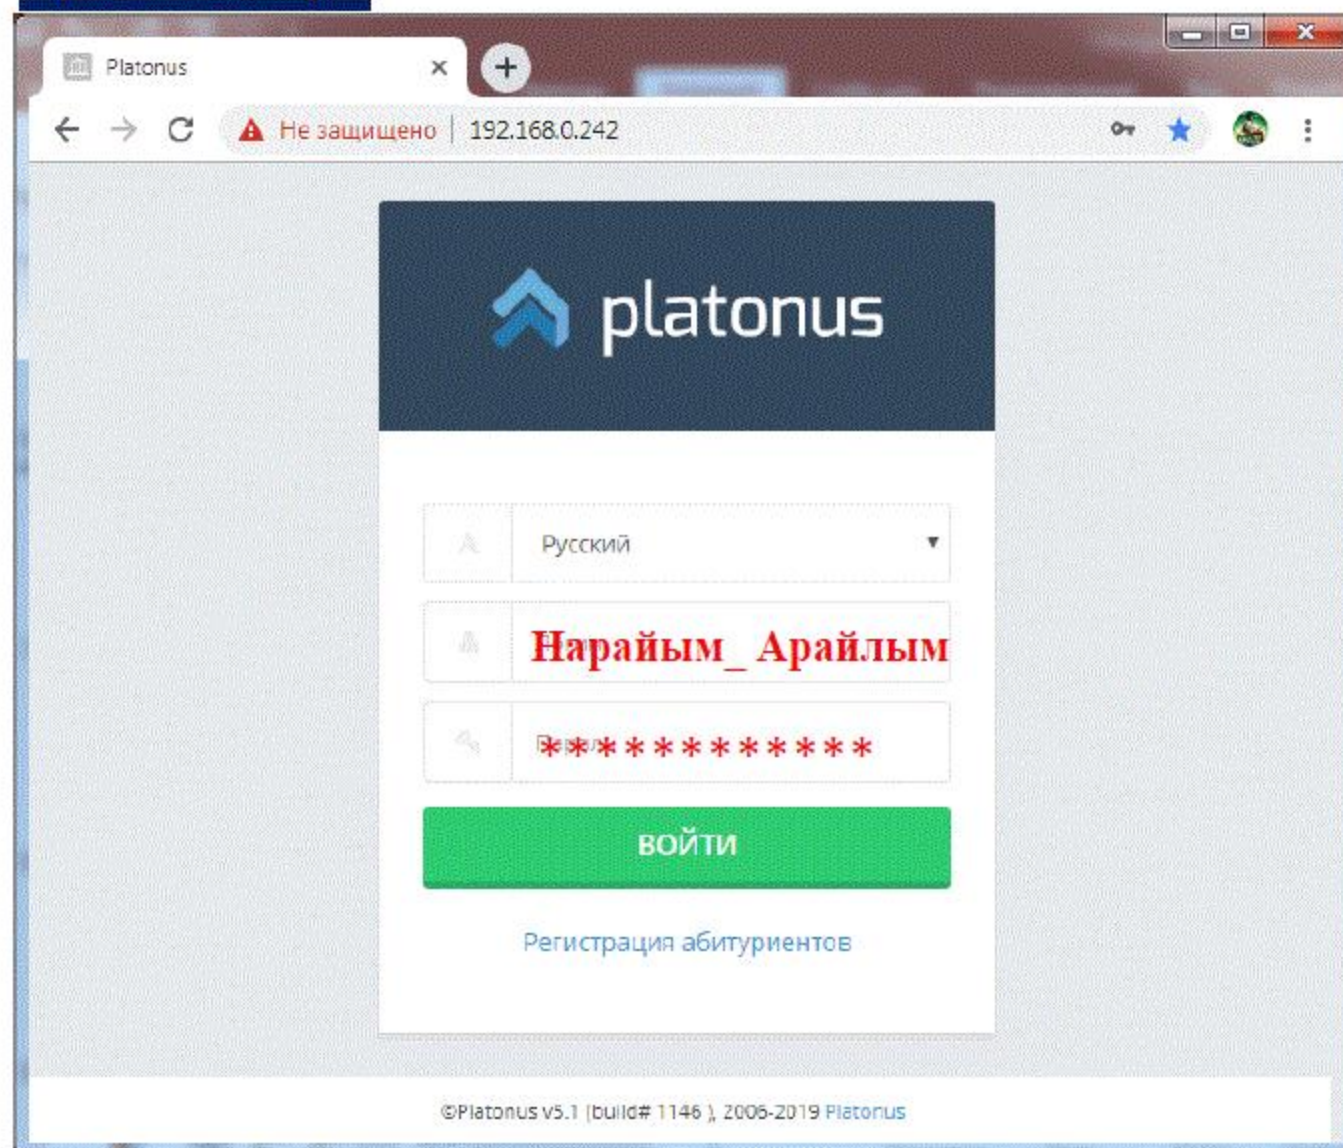 Platonus
Не защищено | 192.168.0.242
platonus
Русский
Нарайым_ Арайлым
************
ВОЙТИ
Регистрация абитуриентов
©Platonus v5.1 (build# 1146 ), 2006-2019 Platonus